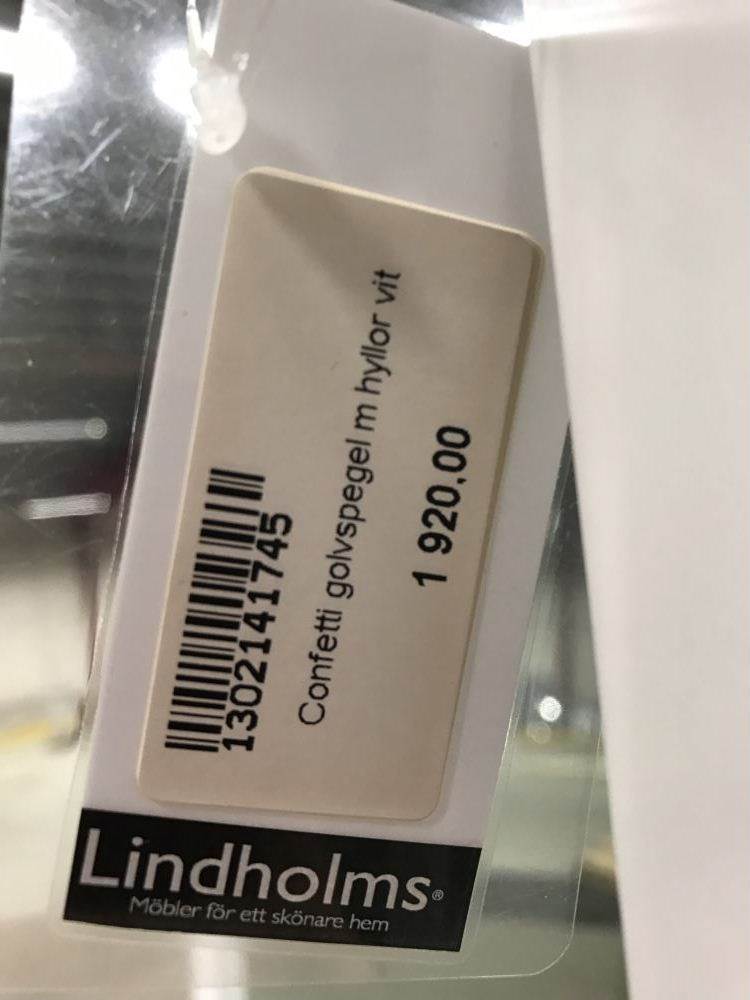 1302141745
Confetti golvspegel m hyllor vit
1 920,00
Lindholms®
Möbler för ett skönare hem